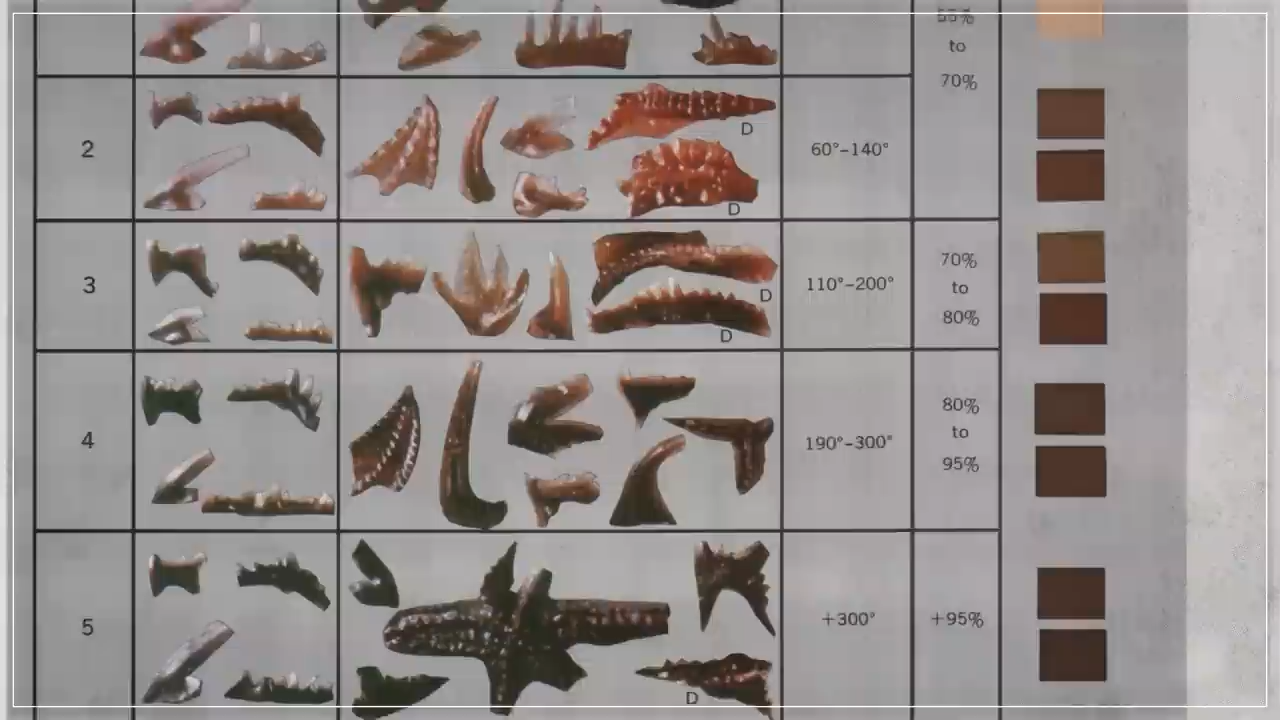 55%
to
70%
2
D
60°–140°
D
3
D
110°–200°
70%
to
80%
D
4
190°–300°
80%
to
95%
5
+300°
+95%
D